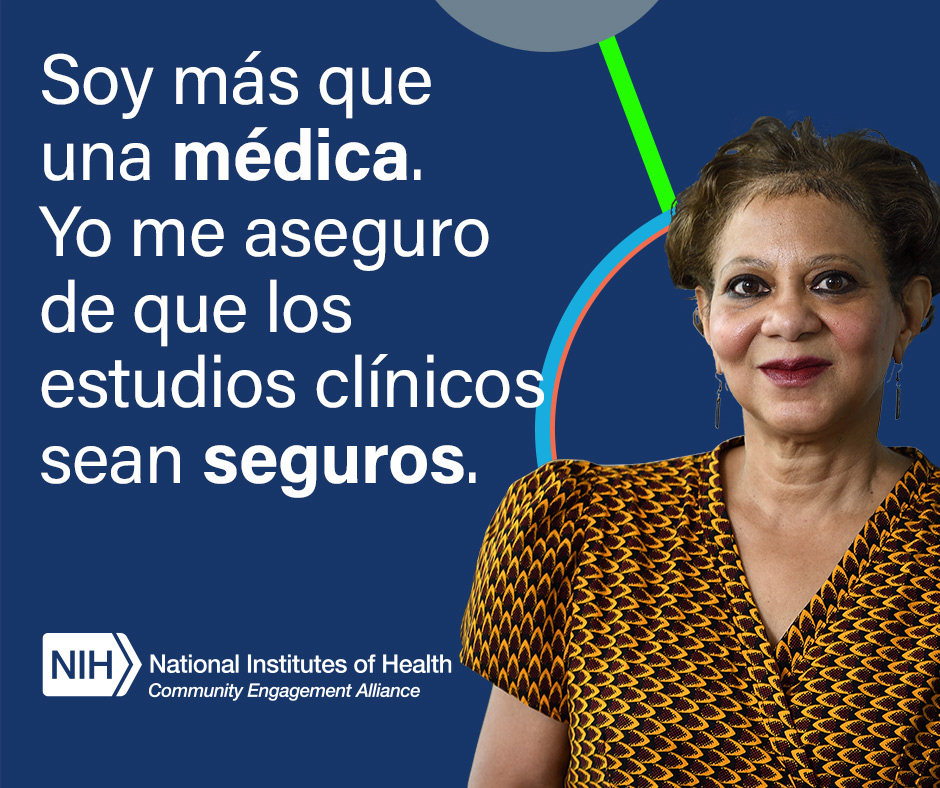 Soy más que
una médica.
Yo me aseguro
de que los
estudios clínicos
sean seguros.
NIH National Institutes of Health
Community Engagement Alliance